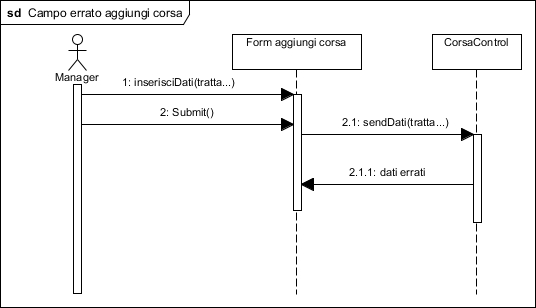 sd Campo errato aggiungi corsa
Manager
Form aggiungi corsa
CorsaControl
1: inserisciDati(tratta...)
2: Submit()
2.1: sendDati(tratta...)
2.1.1: dati errati